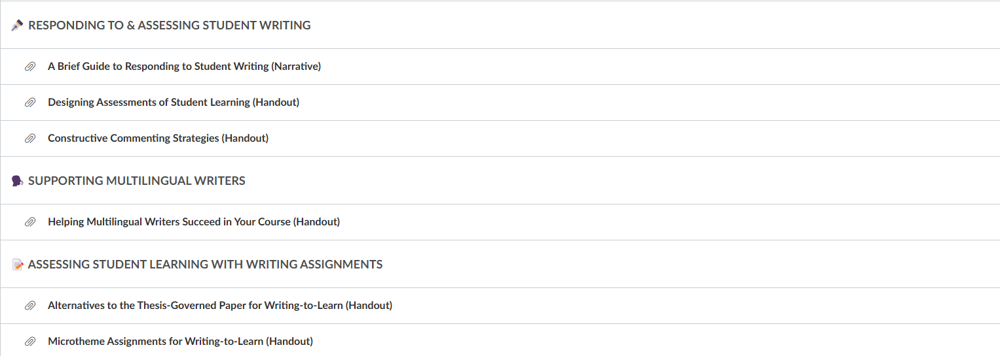 RESPONDING TO & ASSESSING STUDENT WRITING
A Brief Guide to Responding to Student Writing (Narrative)
Designing Assessments of Student Learning (Handout)
Constructive Commenting Strategies (Handout)
SUPPORTING MULTILINGUAL WRITERS
Helping Multilingual Writers Succeed in Your Course (Handout)
ASSESSING STUDENT LEARNING WITH WRITING ASSIGNMENTS
Alternatives to the Thesis-Governed Paper for Writing-to-Learn (Handout)
Microtheme Assignments for Writing-to-Learn (Handout)